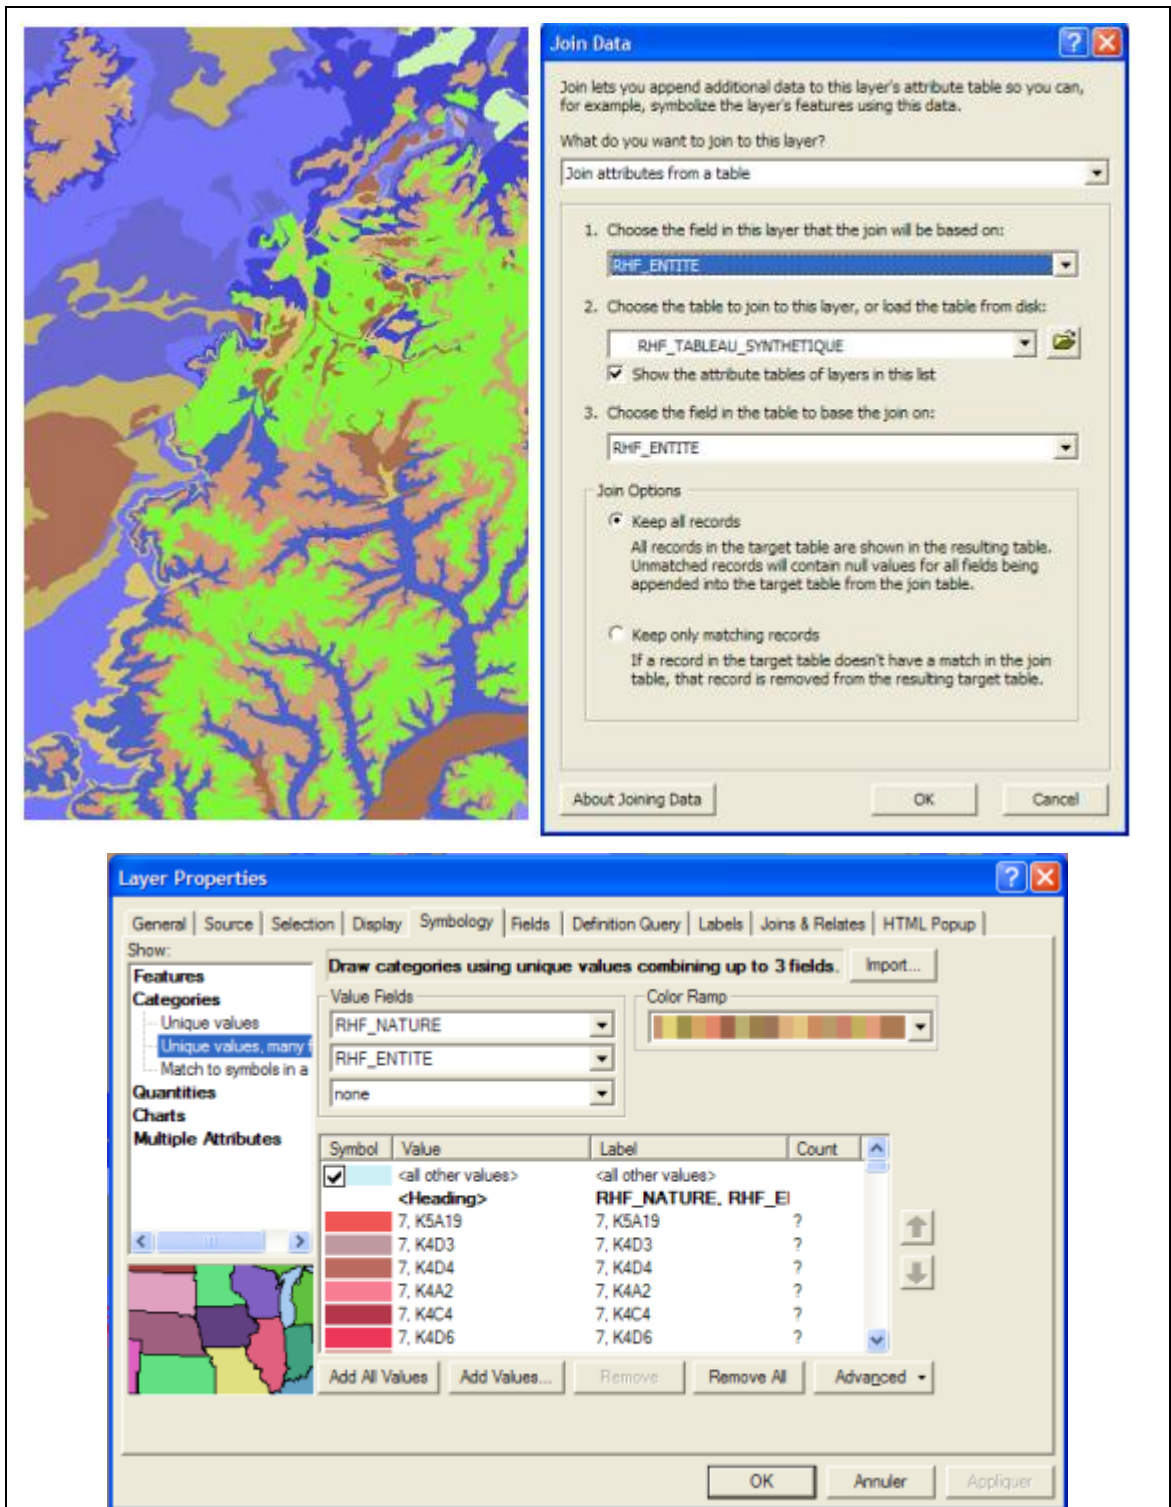 Join Data
Join lets you append additional data to this layer's attribute table so you can,
for example, symbolize the layer's features using this data.
What do you want to join to this layer?
Join attributes from a table
1. Choose the field in this layer that the join will be based on:
RHF_ENTITE
2. Choose the table to join to this layer, or load the table from disk:
RHF_TABLEAU_SYNTHETIQUE
Show the attribute tables of layers in this list
3. Choose the field in the table to base the join on:
RHF_ENTITE
Join Options
Keep all records
All records in the target table are shown in the resulting table.
Unmatched records will contain null values for all fields being
appended into the target table from the join table.
Keep only matching records
If a record in the target table doesn't have a match in the join
table, that record is removed from the resulting target table.
About Joining Data OK Cancel
Layer Properties
General Source Selection Display Symbology Fields Definition Query Labels Joins & Relates HTML Popup
Show:
Features
Categories
Unique values
Unique values, many f
Match to symbols in a
Quantities
Charts
Multiple Attributes
Draw categories using unique values combining up to 3 fields.
Import...
Value Fields
RHF_NATURE
RHF_ENTITE
none
Color Ramp
Symbol Value Label Count
<all other values> <all other values>
<Heading> RHF_NATURE, RHF_EI
7, K5A19 7, K5A19 ?
7, K4D3 7, K4D3 ?
7, K4D4 7, K4D4 ?
7, K4A2 7, K4A2 ?
7, K4C4 7, K4C4 ?
7, K4D6 7, K4D6 ?
Add All Values Add Values... Remove Remove All Advanced
OK Annuler Appliquer